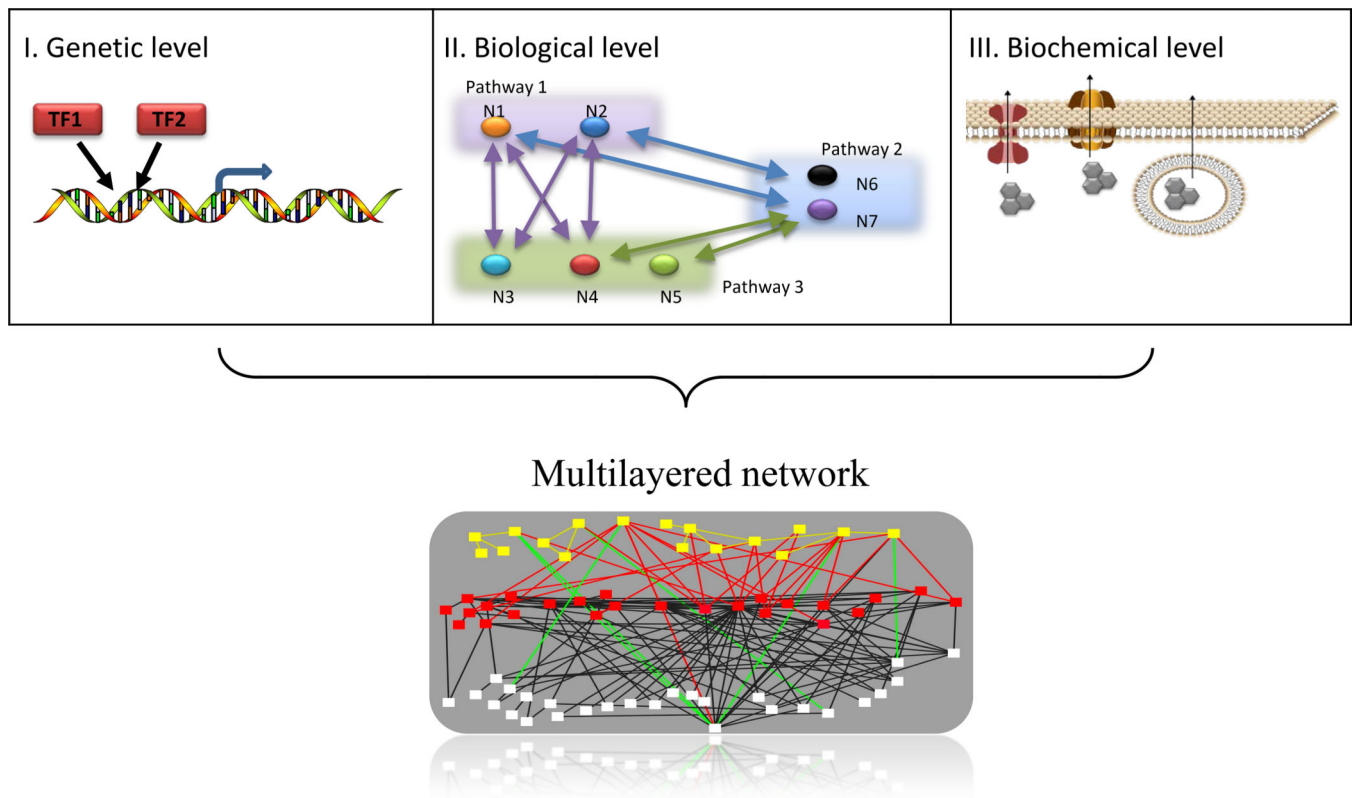 I. Genetic level
TF1
TF2
II. Biological level
Pathway 1
N1
N2
Pathway 2
N6
N7
N3
N4
N5
Pathway 3
III. Biochemical level
Multilayered network